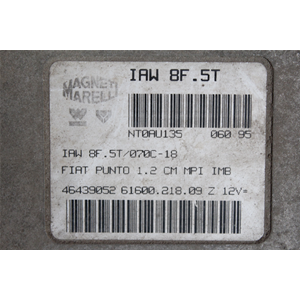 IAW 8F.5T
MAGNETI
MARELLI
NT0AU135 060 95
IAW 8F.5T/070C-18
FIAT PUNTO 1.2 CM MPI IMB
46439052 61600.218.09 Z 12V=